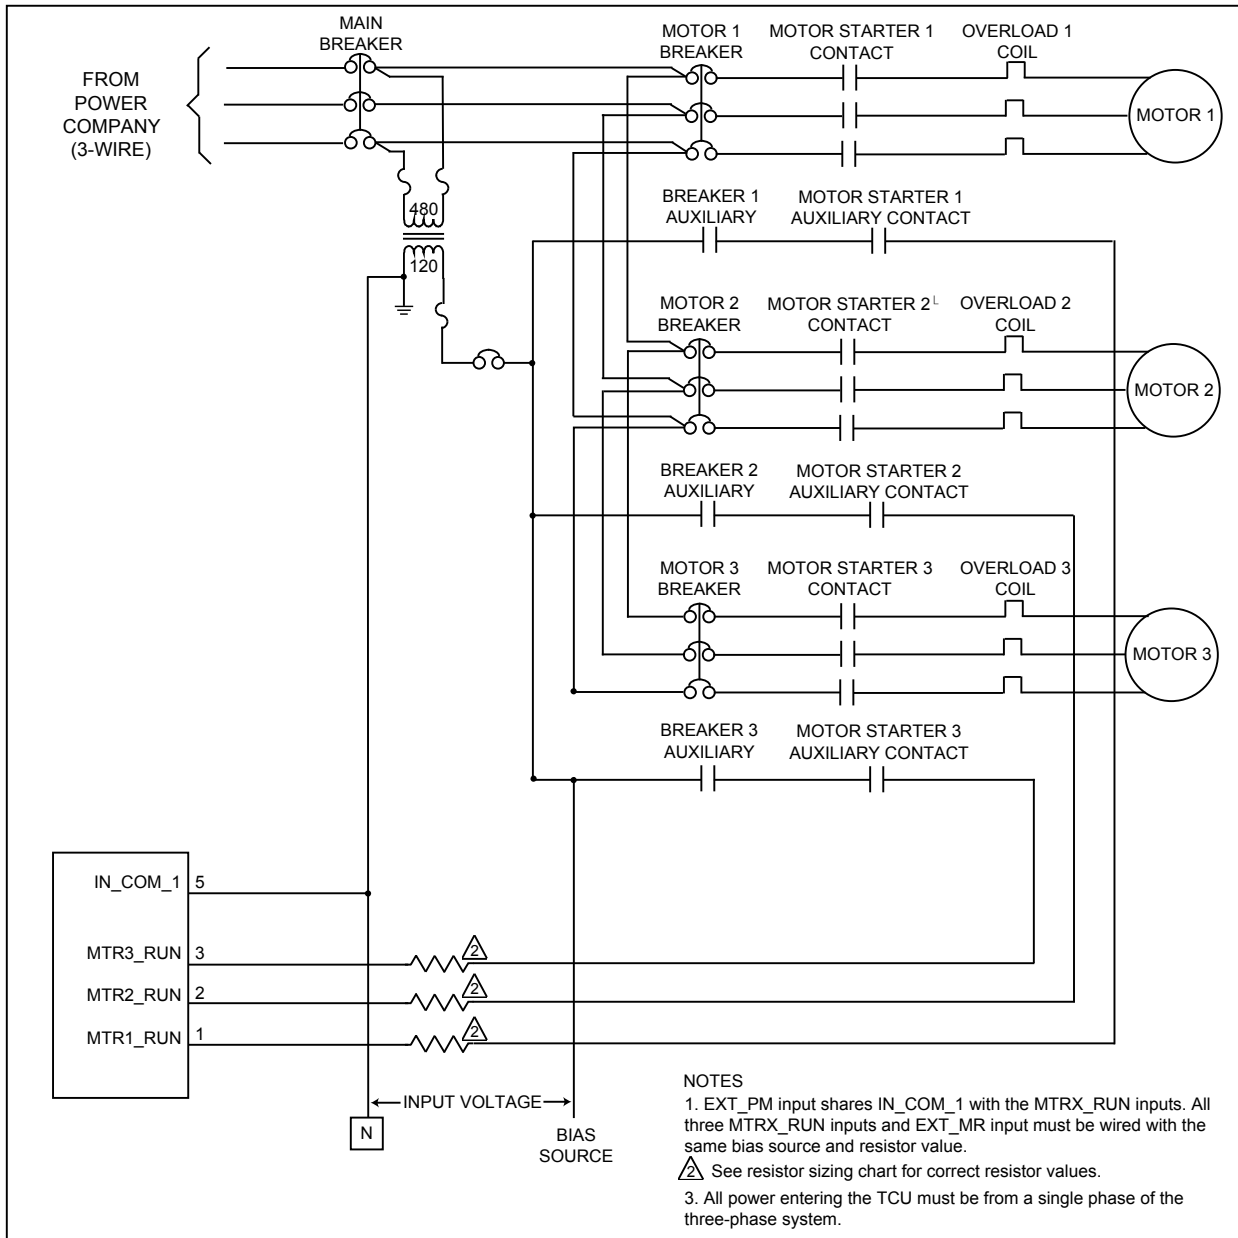 MAIN
BREAKER
FROM
POWER
COMPANY
(3-WIRE)
MOTOR 1
BREAKER
MOTOR STARTER 1
CONTACT
OVERLOAD 1
COIL
MOTOR 1
480
120
BREAKER 1
AUXILIARY
MOTOR STARTER 1
AUXILIARY CONTACT
MOTOR 2
BREAKER
MOTOR STARTER 2 L
CONTACT
OVERLOAD 2
COIL
MOTOR 2
BREAKER 2
AUXILIARY
MOTOR STARTER 2
AUXILIARY CONTACT
MOTOR 3
BREAKER
MOTOR STARTER 3
CONTACT
OVERLOAD 3
COIL
MOTOR 3
BREAKER 3
AUXILIARY
MOTOR STARTER 3
AUXILIARY CONTACT
IN_COM_1 5
MTR3_RUN 3
2
MTR2_RUN 2
2
MTR1_RUN 1
2
INPUT VOLTAGE
N
BIAS
SOURCE
NOTES
1. EXT_PM input shares IN_COM_1 with the MTRX_RUN inputs. All
three MTRX_RUN inputs and EXT_MR input must be wired with the
same bias source and resistor value.
2 See resistor sizing chart for correct resistor values.
3. All power entering the TCU must be from a single phase of the
three-phase system.